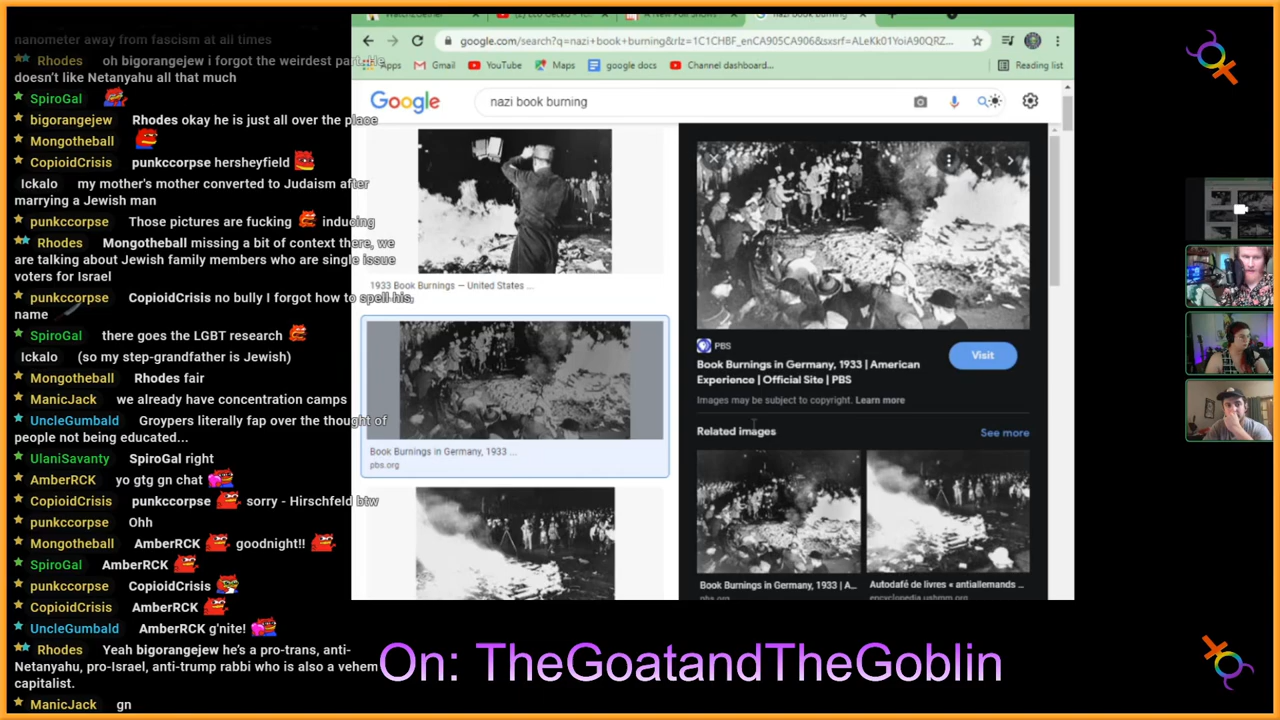 nanometer away from fascism at all times
Rhodes oh bigorangejew i forgot the weirdest part. He
doesn't like Netanyahu all that much
SpiroGal
bigorangejew Rhodes okay he is just all over the place
Mongotheball
CopioidCrisis punkccorpse hersheyfield
Ickalo my mother's mother converted to Judaism after
marrying a Jewish man
punkccorpse Those pictures are fucking inducing
Rhodes Mongotheball missing a bit of context there, we
are talking about Jewish family members who are single issue
voters for Israel
punkccorpse CopioidCrisis no bully I forgot how to spell his
name
SpiroGal there goes the LGBT research
Ickalo (so my step-grandfather is Jewish)
Mongotheball Rhodes fair
ManicJack we already have concentration camps
UncleGumbald Groypers literally fap over the thought of
people not being educated...
UlaniSavanty SpiroGal right
AmberRCK yo gtg gn chat
CopioidCrisis punkccorpse sorry - Hirschfeld btw
punkccorpse Ohh
Mongotheball AmberRCK goodnight!!
SpiroGal AmberRCK
punkccorpse CopioidCrisis
CopioidCrisis AmberRCK
UncleGumbald AmberRCK g'nite!
Rhodes Yeah bigorangejew he's a pro-trans, anti-
Netanyahu, pro-Israel, anti-trump rabbi who is also a vehem
capitalist.
ManicJack gn
nazi book burning
google.com/search?q=nazi+book+burning&rlz=1C1CHBF_enCA905CA906&sxsrf=ALeKk01YoiA90QRZ...
Apps Gmail YouTube Maps google docs Channel dashboard... Reading list
Google nazi book burning
1933 Book Burnings — United States ...
Book Burnings in Germany, 1933 ...
pbs.org
PBS
Book Burnings in Germany, 1933 | American
Experience | Official Site | PBS
Visit
Images may be subject to copyright. Learn more
Related images See more
Book Burnings in Germany, 1933 | A...
pbs.org
Autodafé de livres « antiallemands ...
encyclopedia.ushmm.org
On: TheGoatandTheGoblin